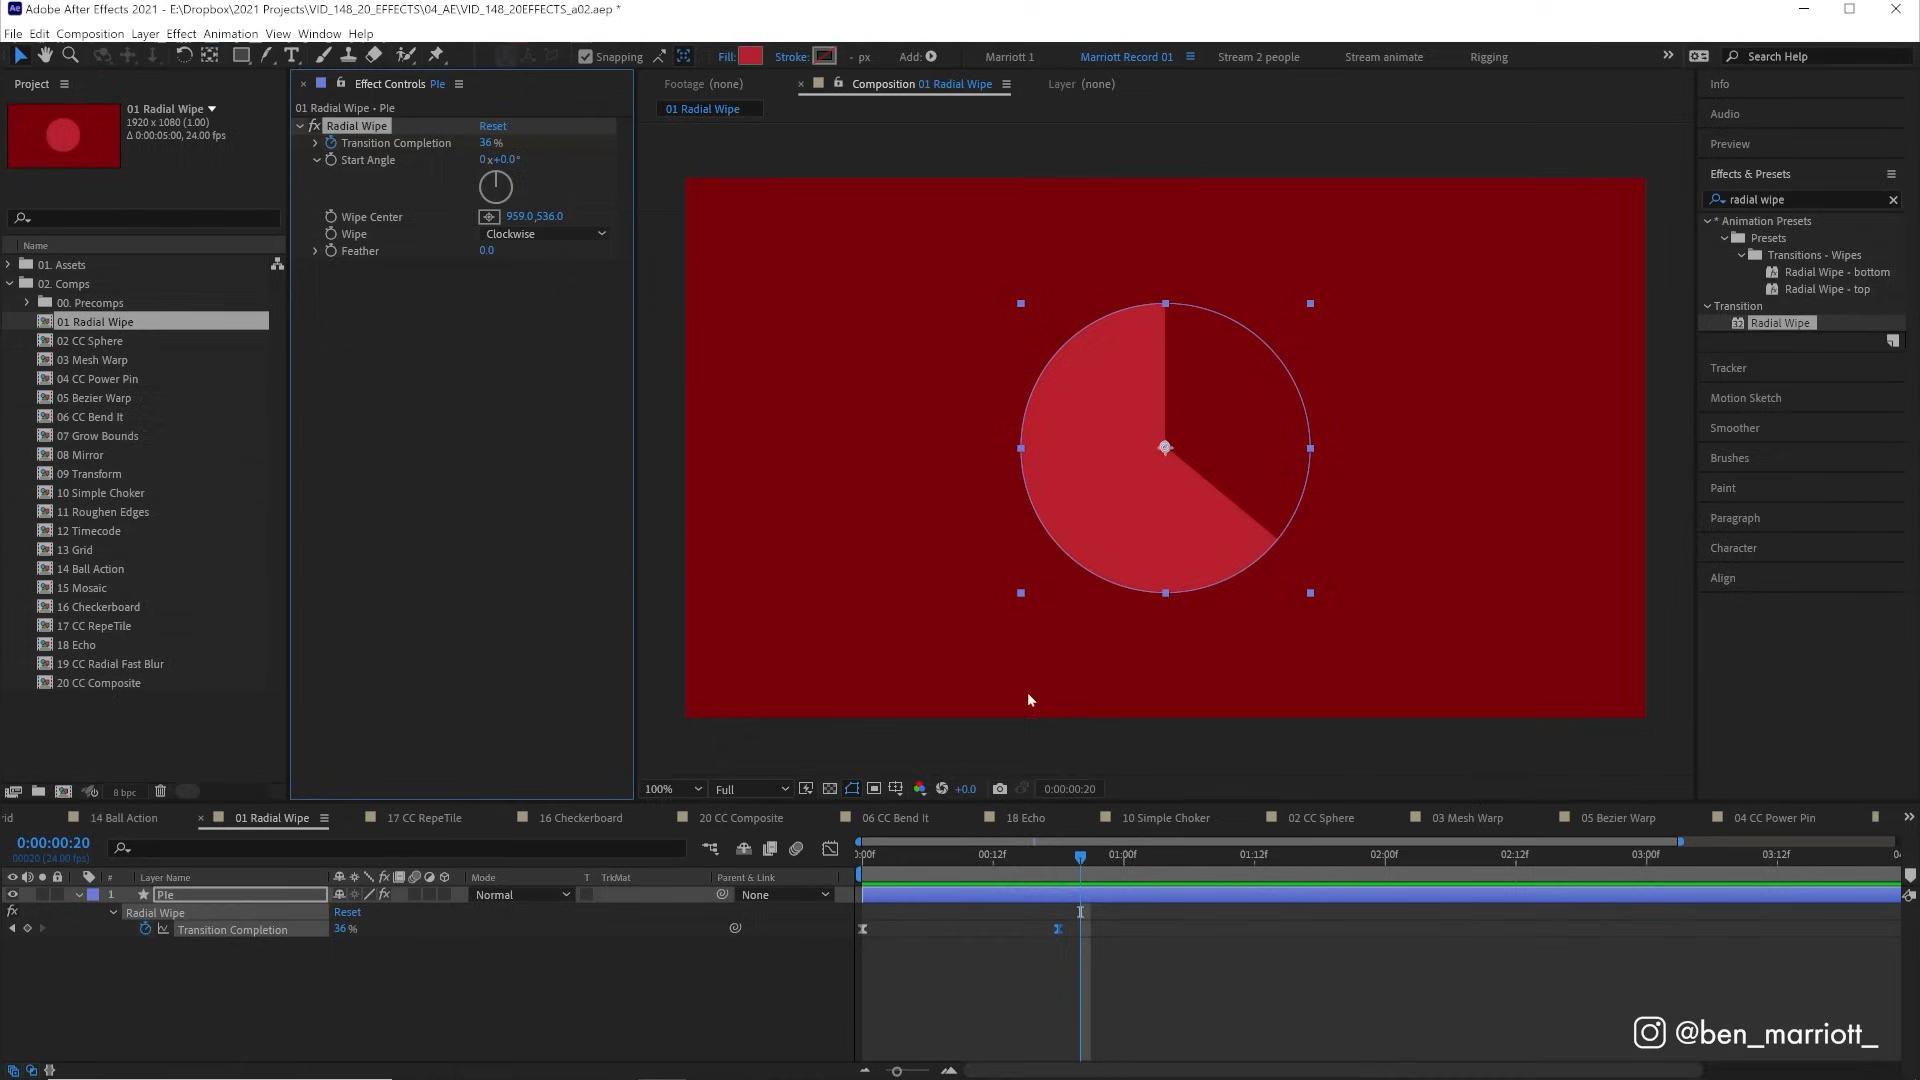 Adobe After Effects 2021 - E:\Dropbox\2021 Projects\VID_148_20_EFFECTS\04_AE\VID_148_20EFFECTS_a02.aep *
File Edit Composition Layer Effect Animation View Window Help
Snapping Fill: Stroke: - px Add: Marriott 1 Marriott Record 01 Stream 2 people Stream animate Rigging Search Help
Project
01 Radial Wipe
1920 x 1080 (1.00)
Δ 0:00:05:00, 24.00 fps
Name
01. Assets
02. Comps
00. Precomps
01 Radial Wipe
02 CC Sphere
03 Mesh Warp
04 CC Power Pin
05 Bezier Warp
06 CC Bend It
07 Grow Bounds
08 Mirror
09 Transform
10 Simple Choker
11 Roughen Edges
12 Timecode
13 Grid
14 Ball Action
15 Mosaic
16 Checkerboard
17 CC RepeTile
18 Echo
19 CC Radial Fast Blur
20 CC Composite
8 bpc
Effect Controls PIe
01 Radial Wipe • PIe
fx Radial Wipe Reset
Transition Completion 36 %
Start Angle 0x+0.0°
Wipe Center 959.0,536.0
Wipe Clockwise
Feather 0.0
Footage (none) Composition 01 Radial Wipe Layer (none)
01 Radial Wipe
100% Full +0.0 0:00:00:20
Info
Audio
Preview
Effects & Presets
radial wipe
* Animation Presets
Presets
Transitions - Wipes
Radial Wipe - bottom
Radial Wipe - top
Transition
32 Radial Wipe
Tracker
Motion Sketch
Smoother
Brushes
Paint
Paragraph
Character
Align
rid 14 Ball Action 01 Radial Wipe 17 CC RepeTile 16 Checkerboard 20 CC Composite 06 CC Bend It 18 Echo 10 Simple Choker 02 CC Sphere 03 Mesh Warp 05 Bezier Warp 04 CC Power Pin
0:00:00:20
00020 (24.00 fps)
0:00f 00:12f 01:00f 01:12f 02:00f 02:12f 03:00f 03:12f 04
# Layer Name fx Mode T TrkMat Parent & Link
1 PIe fx Normal None
fx Radial Wipe Reset
Transition Completion 36 %
@ben_marriott_